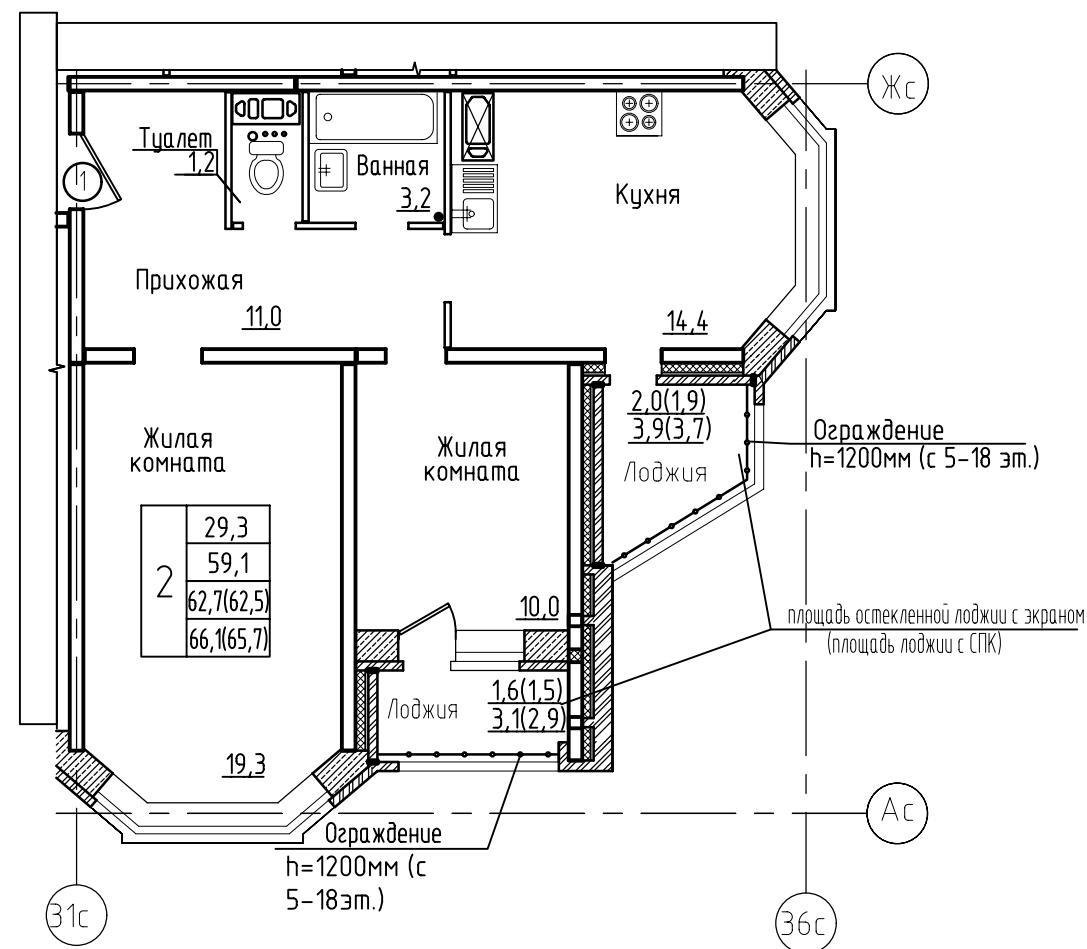 Жс
Туалет
1,2
11
Ванная
3,2
Кухня
Прихожая
11,0
14,4
2,0(1,9)
3,9(3,7)
Ограждение
h=1200мм (с 5-18 эт.)
Жилая
комната
Жилая
комната
Лоджия
2
29,3
59,1
62,7(62,5)
66,1(65,7)
10,0
площадь остекленной лоджии с экраном
(площадь лоджии с СПК)
Лоджия
1,6(1,5)
3,1(2,9)
19,3
Ас
Ограждение
h=1200мм (с
5-18эт.)
31с
36с